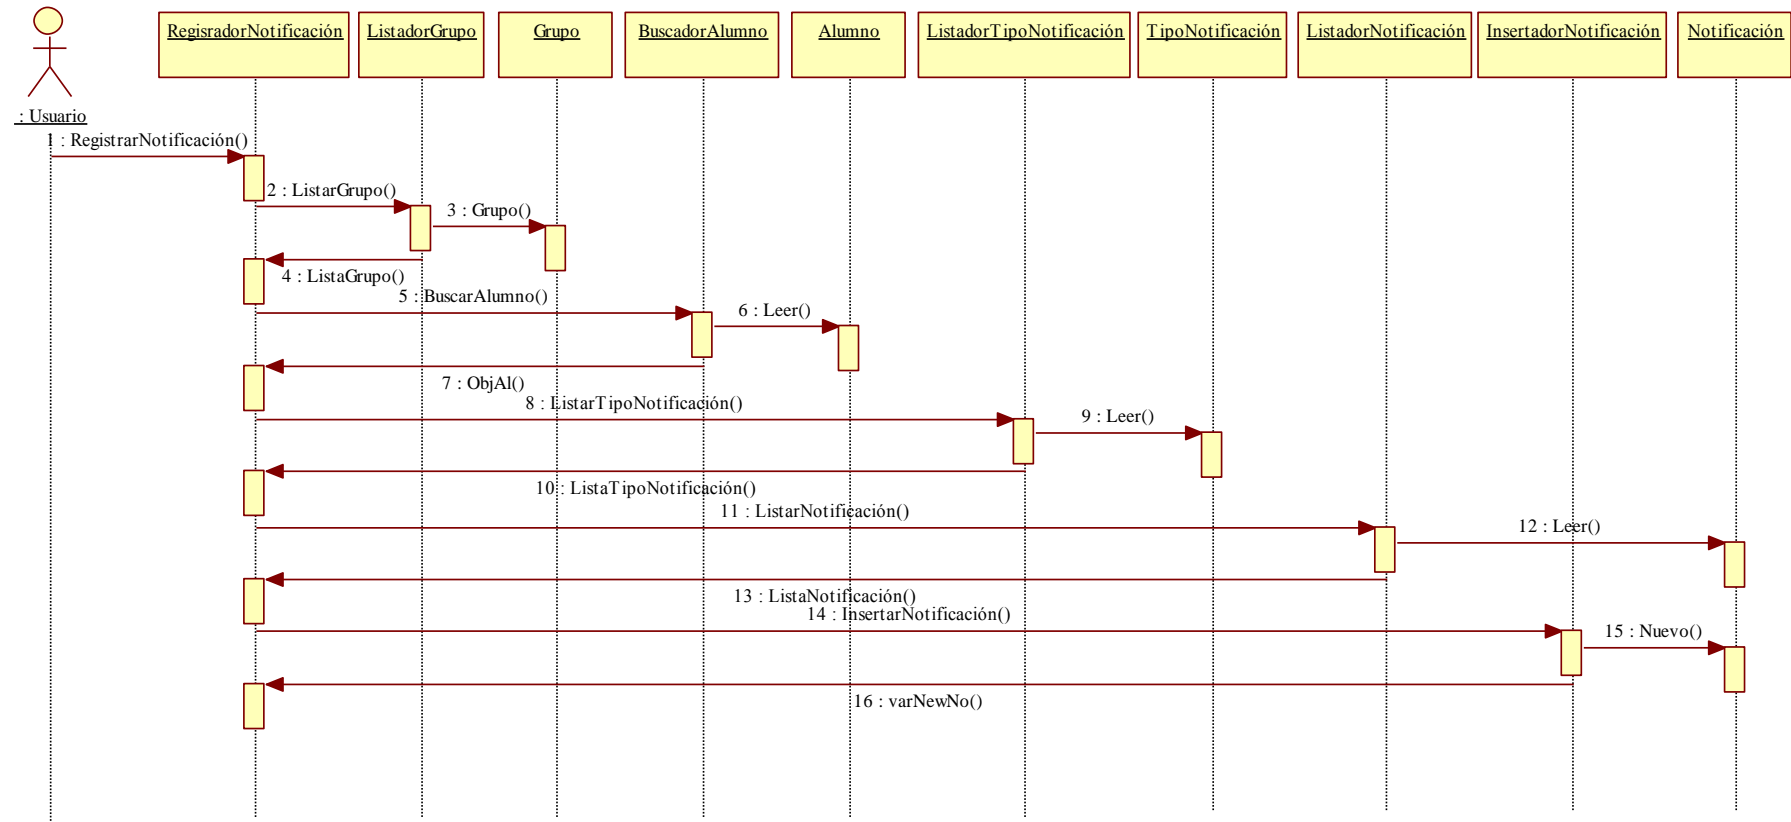 RegisradorNotificación
ListadorGrupo
Grupo
BuscadorAlumno
Alumno
ListadorTipoNotificación
TipoNotificación
ListadorNotificación
InsertadorNotificación
Notificación
: Usuario
1 : RegistrarNotificación()
2 : ListarGrupo()
3 : Grupo()
4 : ListaGrupo()
5 : BuscarAlumno()
6 : Leer()
7 : ObjAl()
8 : ListarTipoNotificación()
9 : Leer()
10 : ListaTipoNotificación()
11 : ListarNotificación()
12 : Leer()
13 : ListaNotificación()
14 : InsertarNotificación()
15 : Nuevo()
16 : varNewNo()